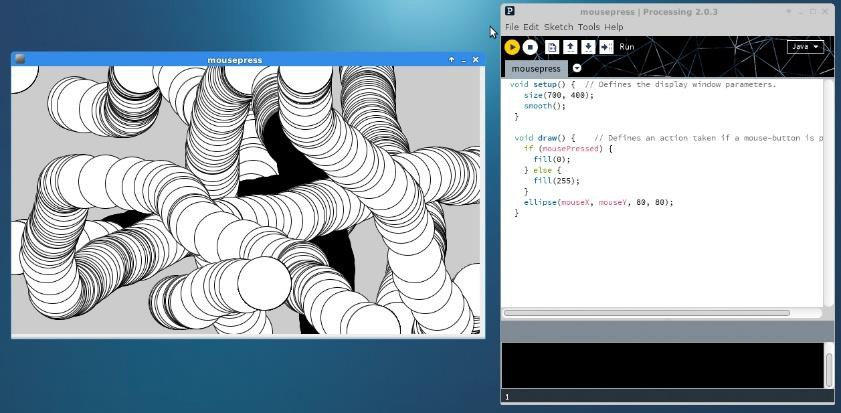 mousepress
mousepress | Processing 2.0.3
File Edit Sketch Tools Help
Run
Java
mousepress
void setup() {  // Defines the display window parameters.
size(700, 400);
smooth();
}
void draw() {    // Defines an action taken if a mouse-button is p
if (mousePressed) {
fill(0);
} else {
fill(255);
}
ellipse(mouseX, mouseY, 80, 80);
}
1